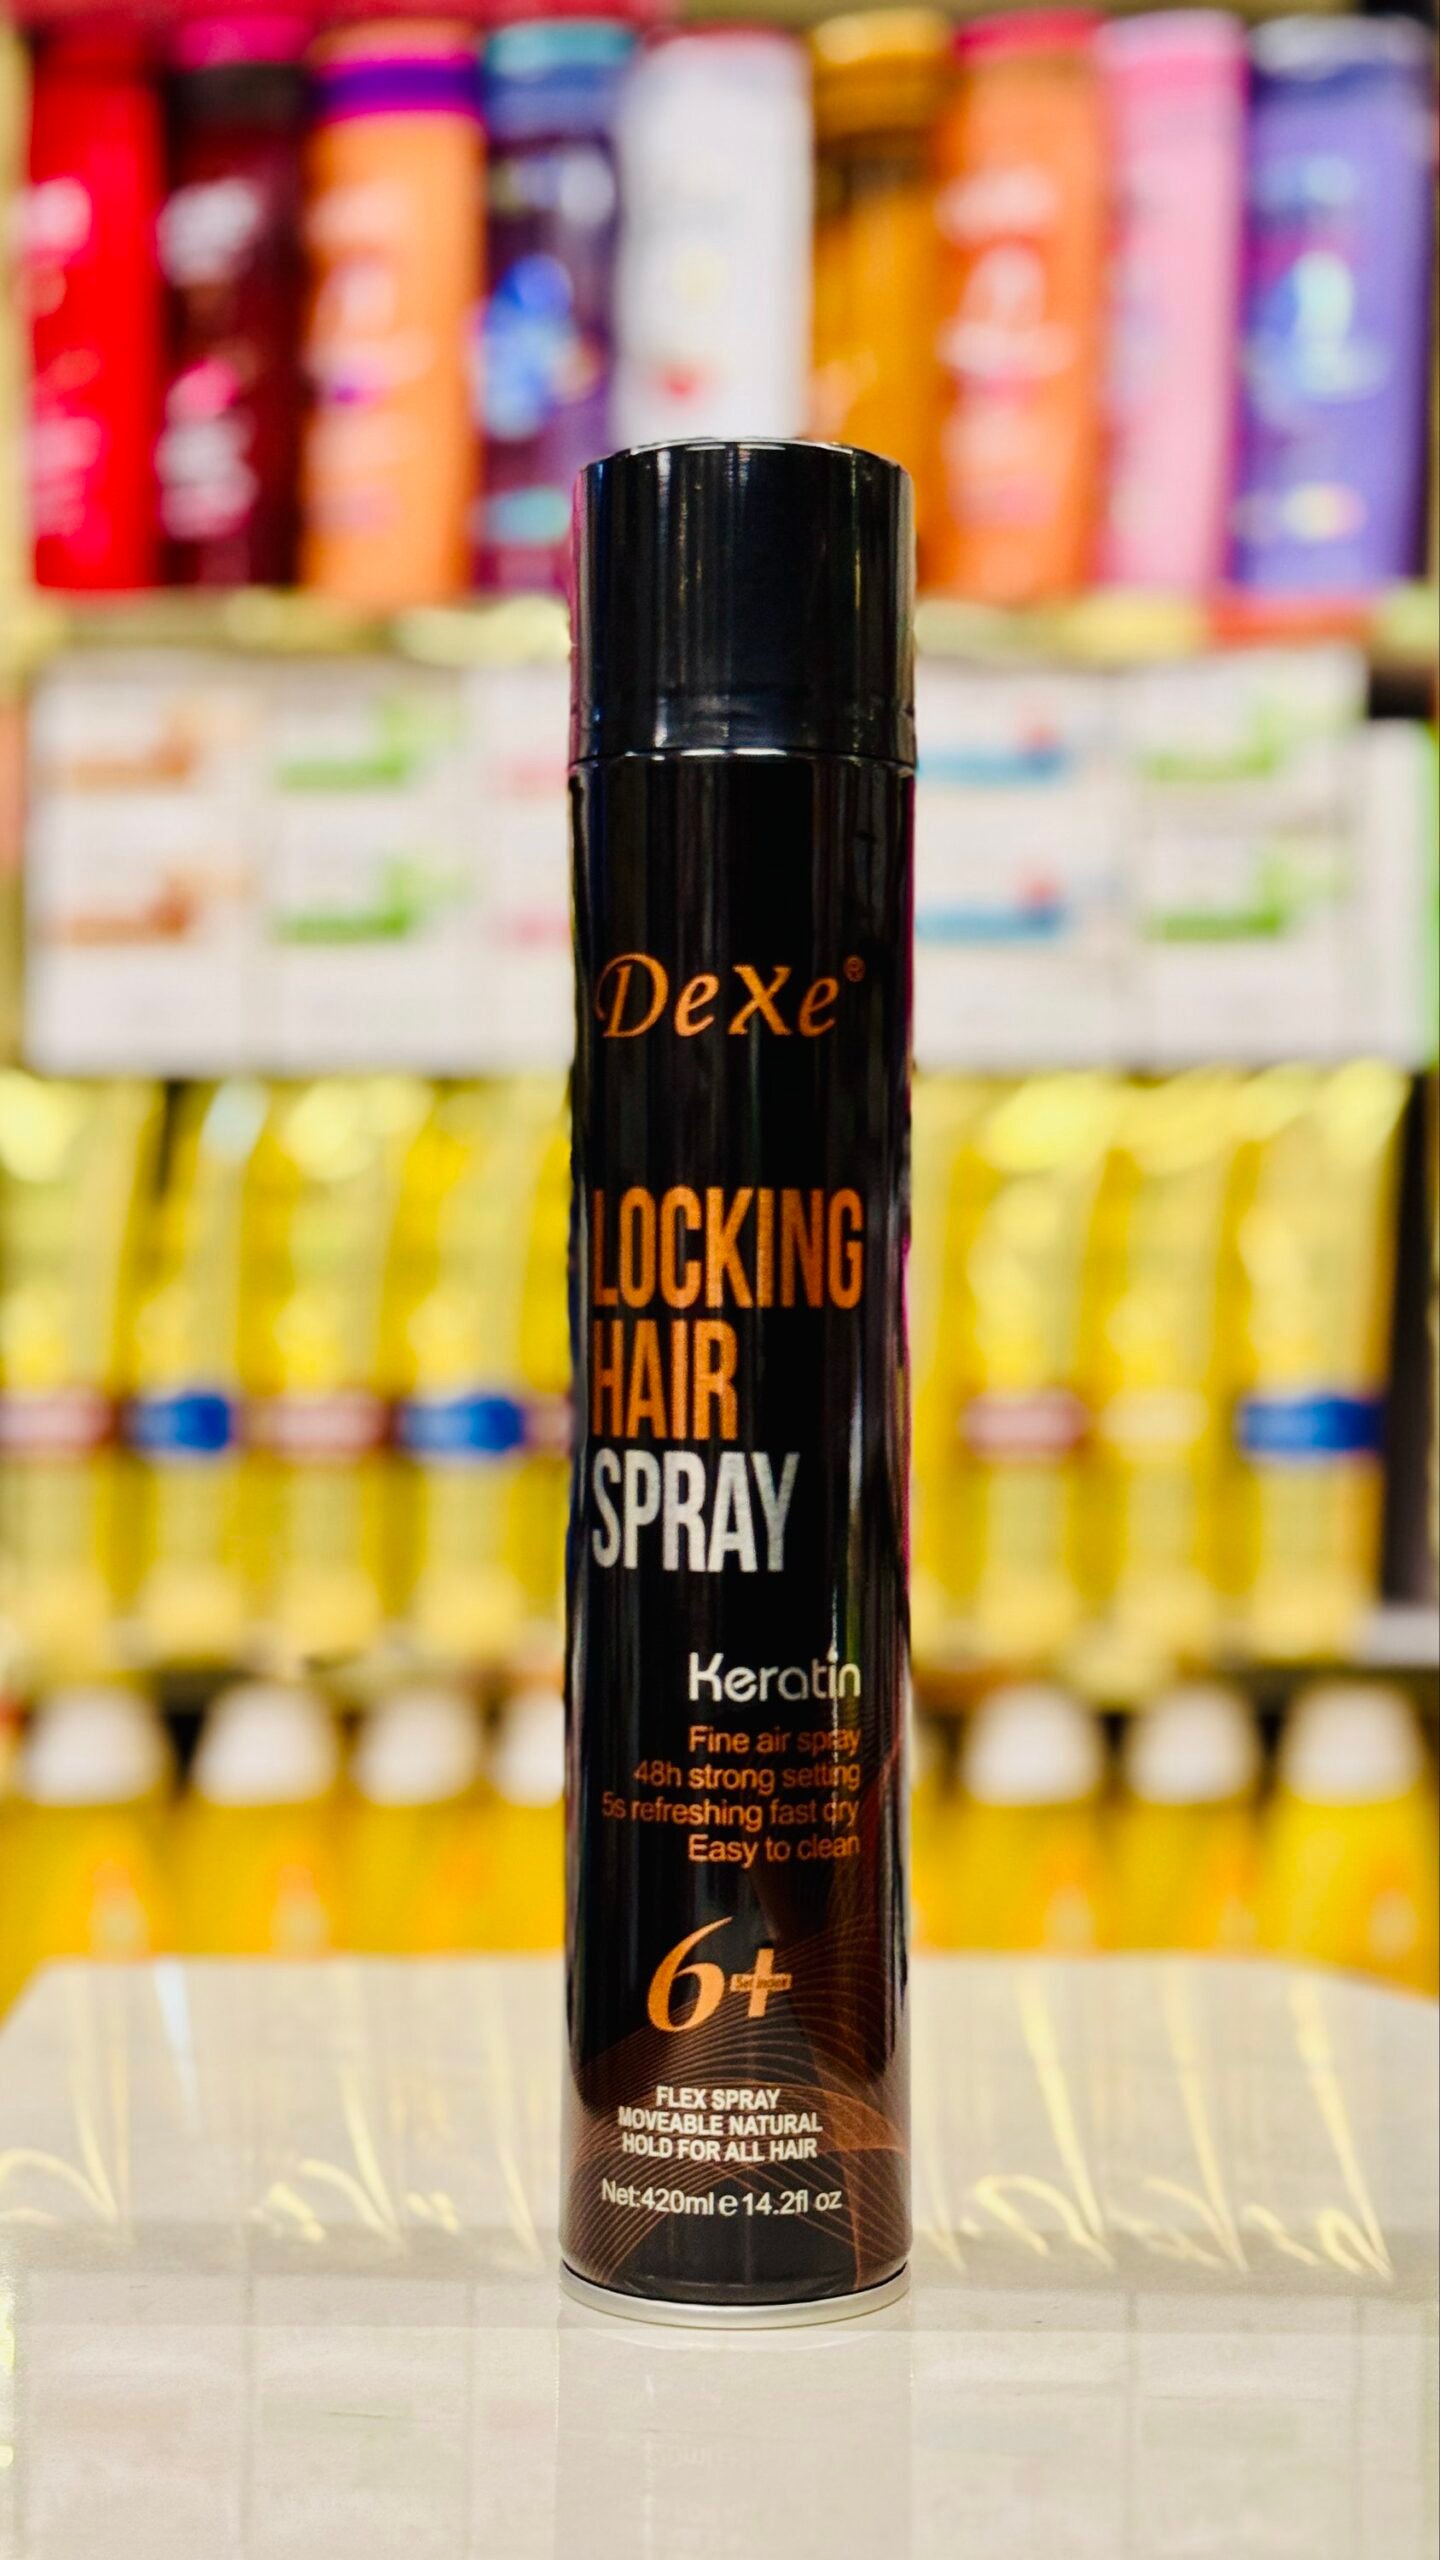 DeXe®
LOCKING
HAIR
SPRAY
Keratin
Fine air spray
48h strong setting
5s refreshing fast dry
Easy to clean
6+
FLEX SPRAY
MOVEABLE NATURAL
HOLD FOR ALL HAIR
Net:420ml e 14.2fl oz